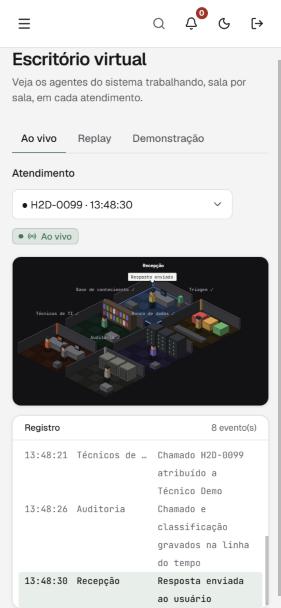 0
Escritório virtual
Veja os agentes do sistema trabalhando, sala por
sala, em cada atendimento.
Ao vivo Replay Demonstração
Atendimento
● H2D-0099 · 13:48:30
Ao vivo
Recepção
Resposta enviada
Base de conhecimento ✓ Triagem ✓
Técnicos de TI ✓ Banco de dados ✓
Auditoria ✓
Registro 8 evento(s)
13:48:21 Técnicos de … Chamado H2D-0099
atribuído a
Técnico Demo
13:48:26 Auditoria Chamado e
classificação
gravados na linha
do tempo
13:48:30 Recepção Resposta enviada
ao usuário